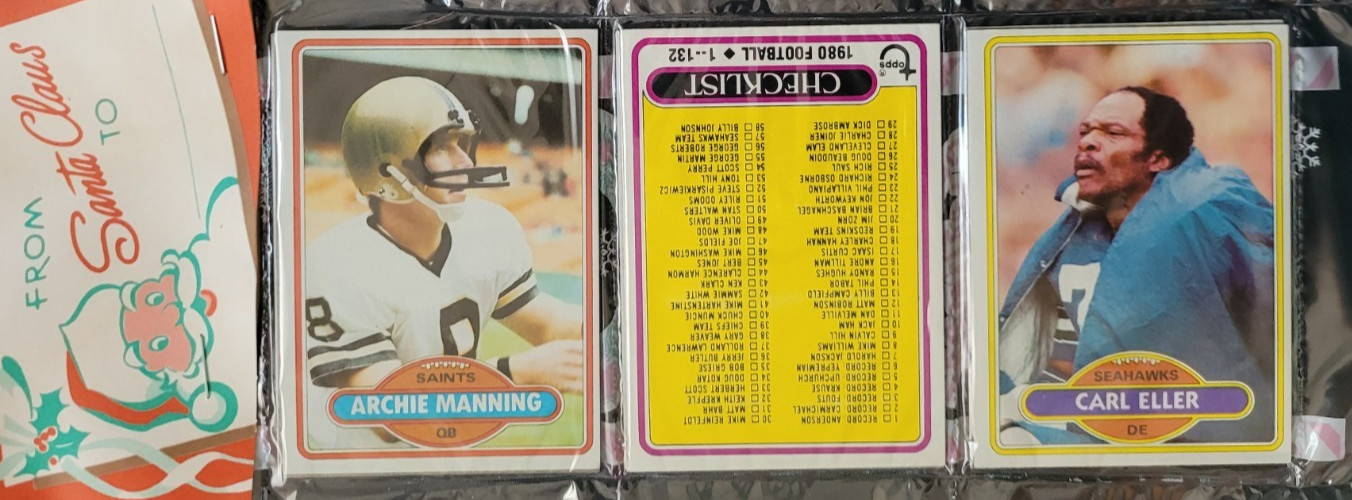 FROM
Santa Claus
TO
8
8
SAINTS
ARCHIE MANNING
QB
topps
1980 FOOTBALL ◆ 1--132
CHECKLIST
1 RECORD ANDERSON
2 RECORD CARMICHAEL
3 RECORD FOUTS
4 RECORD KRAUSE
5 RECORD UPCHURCH
6 RECORD YEPREMIAN
7 HAROLD JACKSON
8 MIKE WILLIAMS
9 CALVIN HILL
10 JACK HAM
11 DAN MELVILLE
12 MATT ROBINSON
13 BILLY CAMPFIELD
14 PHIL TABOR
15 RANDY HUGHES
16 ANDRE TILLMAN
17 ISAAC CURTIS
18 CHARLEY HANNAH
19 REDSKINS TEAM
20 JIM ZORN
21 BRIAN BASCHNAGEL
22 JON KEYWORTH
23 PHIL VILLAPIANO
24 RICHARD OSBORNE
25 RICH SAUL
26 DOUG BEAUDOIN
27 CLEVELAND ELAM
28 CHARLIE JOINER
29 DICK AMBROSE
30 MIKE REINFELDT
31 MATT BAHR
32 KEITH KREPFLE
33 HERBERT SCOTT
34 DOUG KOTAR
35 BOB GRIESE
36 JERRY BUTLER
37 ROLAND LAWRENCE
38 GARY WEAVER
39 CHIEFS TEAM
40 CHUCK MUNCIE
41 MIKE HARTENSTINE
42 SAMMIE WHITE
43 KEN CLARK
44 CLARENCE HARMON
45 BERT JONES
46 MIKE WASHINGTON
47 JOE FIELDS
48 MIKE WOOD
49 OLIVER DAVIS
50 STAN WALTERS
51 RICHIE ODOMS
52 STEVE PISARKIEWICZ
53 TONY HILL
54 SCOTT PERRY
55 GEORGE MARTIN
56 GEORGE ROBERTS
57 SEAHAWKS TEAM
58 BILLY JOHNSON
7
SEAHAWKS
CARL ELLER
DE